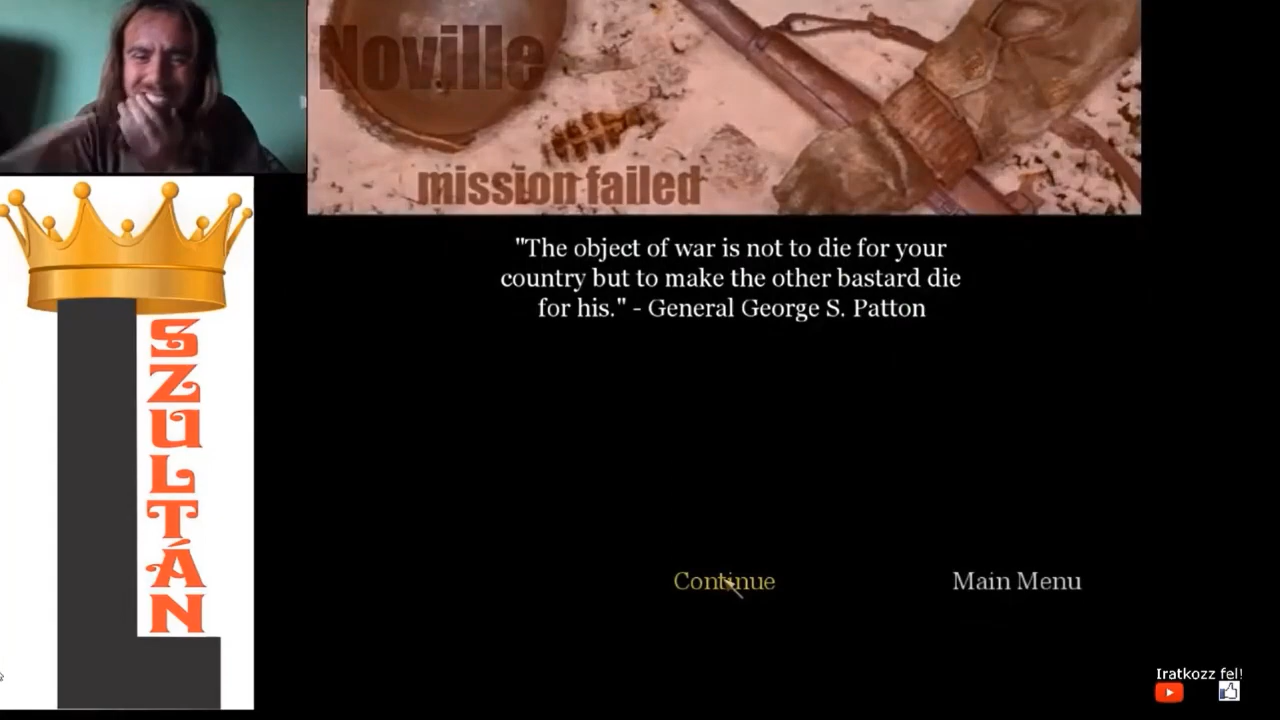 Noville
mission failed
"The object of war is not to die for your
country but to make the other bastard die
for his." - General George S. Patton
SZULTÁN
L
Continue
Main Menu
Iratkozz fel!